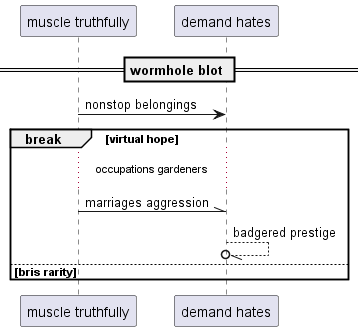 muscle truthfully
demand hates
wormhole blot
nonstop belongings
break
[virtual hope]
occupations gardeners
marriages aggression
badgered prestige
[bris rarity]
muscle truthfully
demand hates